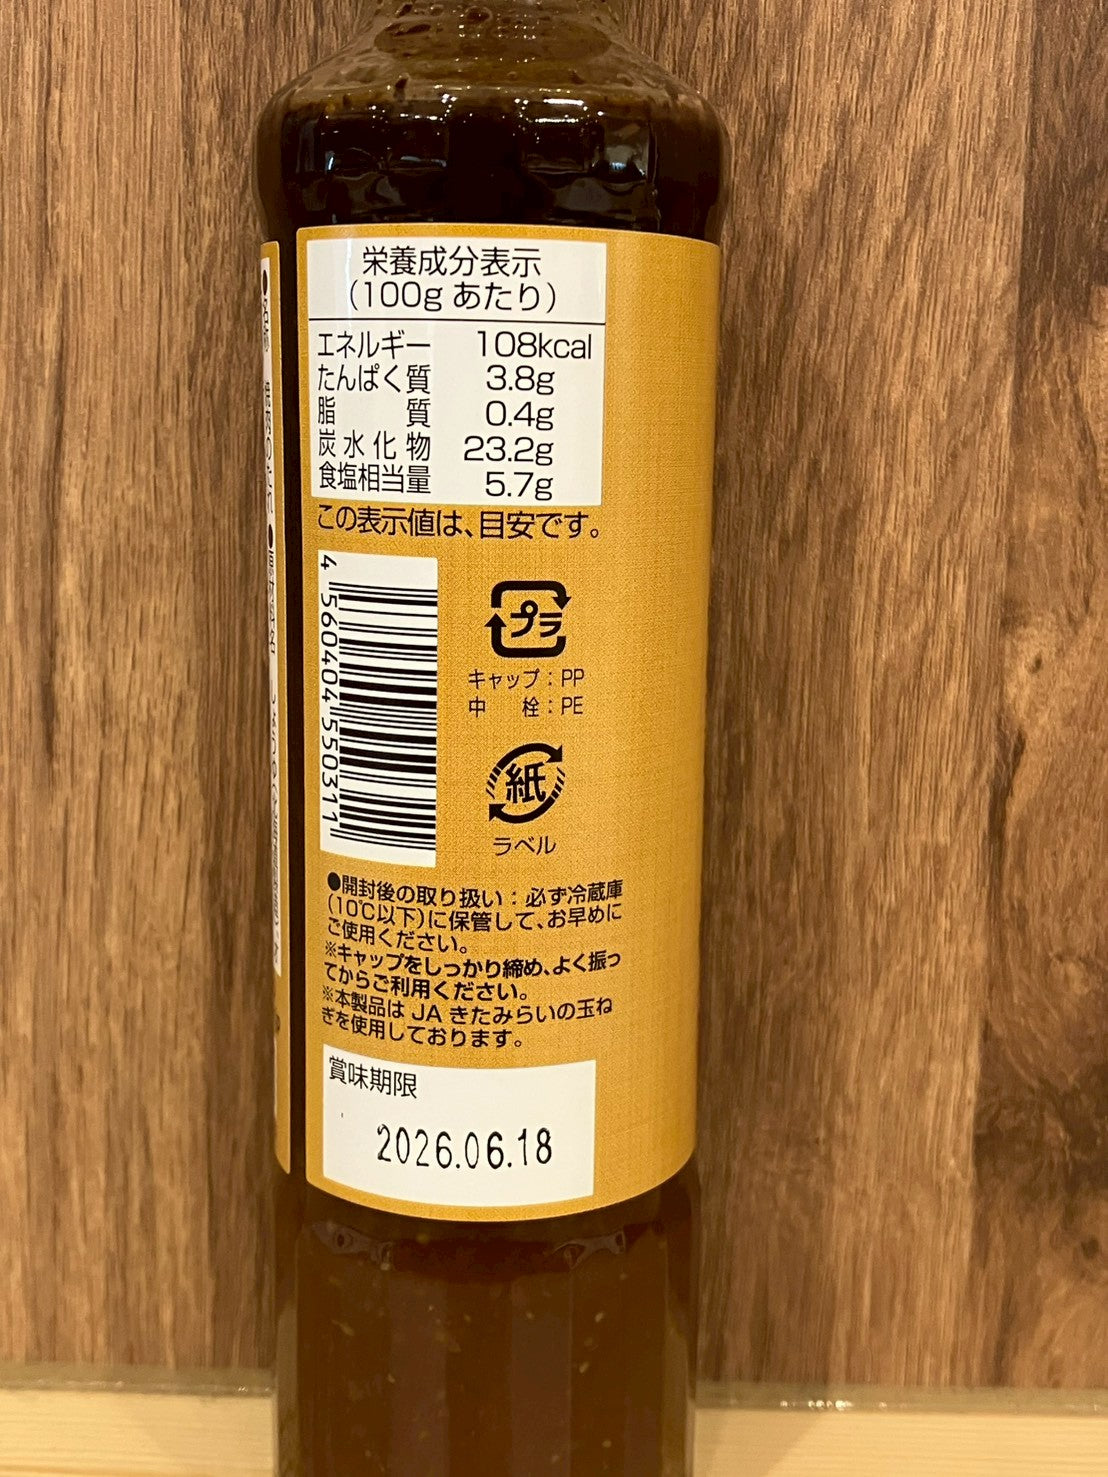 栄養成分表示
(100g あたり)
エネルギー 108kcal
たんぱく質 3.8g
脂質 0.4g
炭水化物 23.2g
食塩相当量 5.7g
この表示値は、目安です。
4 560404 550311
プラ
キャップ：PP
中栓：PE
紙
ラベル
●開封後の取り扱い：必ず冷蔵庫
(10℃以下)に保管して、お早めに
ご使用ください。
※キャップをしっかり締め、よく振っ
てからご利用ください。
※本製品は JA きたみらいの玉ね
ぎを使用しております。
賞味期限
2026.06.18